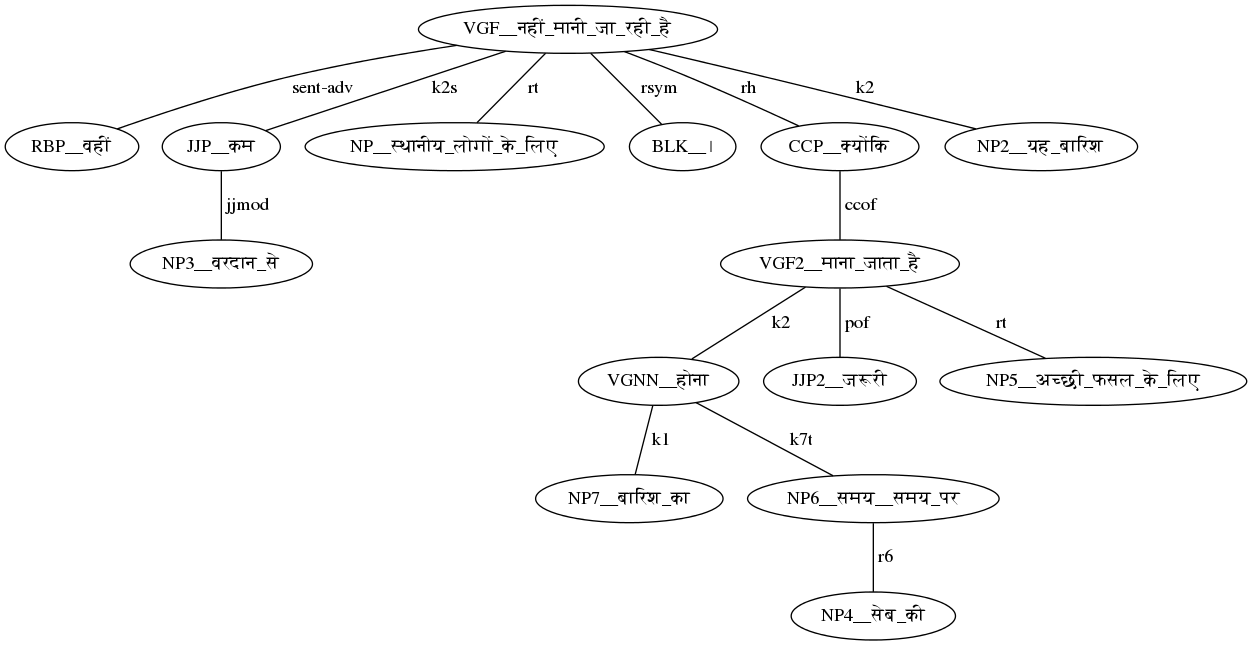 VGF__नहीं_मानी_जा_रही_है
sent-adv k2s rt rsym rh k2
RBP__वहीं JJP__कम NP__स्थानीय_लोगों_के_लिए BLK__। CCP__क्योंकि NP2__यह_बारिश
jjmod ccof
NP3__वरदान_से VGF2__माना_जाता_है
k2 pof rt
VGNN__होना JJP2__जरूरी NP5__अच्छी_फसल_के_लिए
k1 k7t
NP7__बारिश_का NP6__समय__समय_पर
r6
NP4__सेब_की